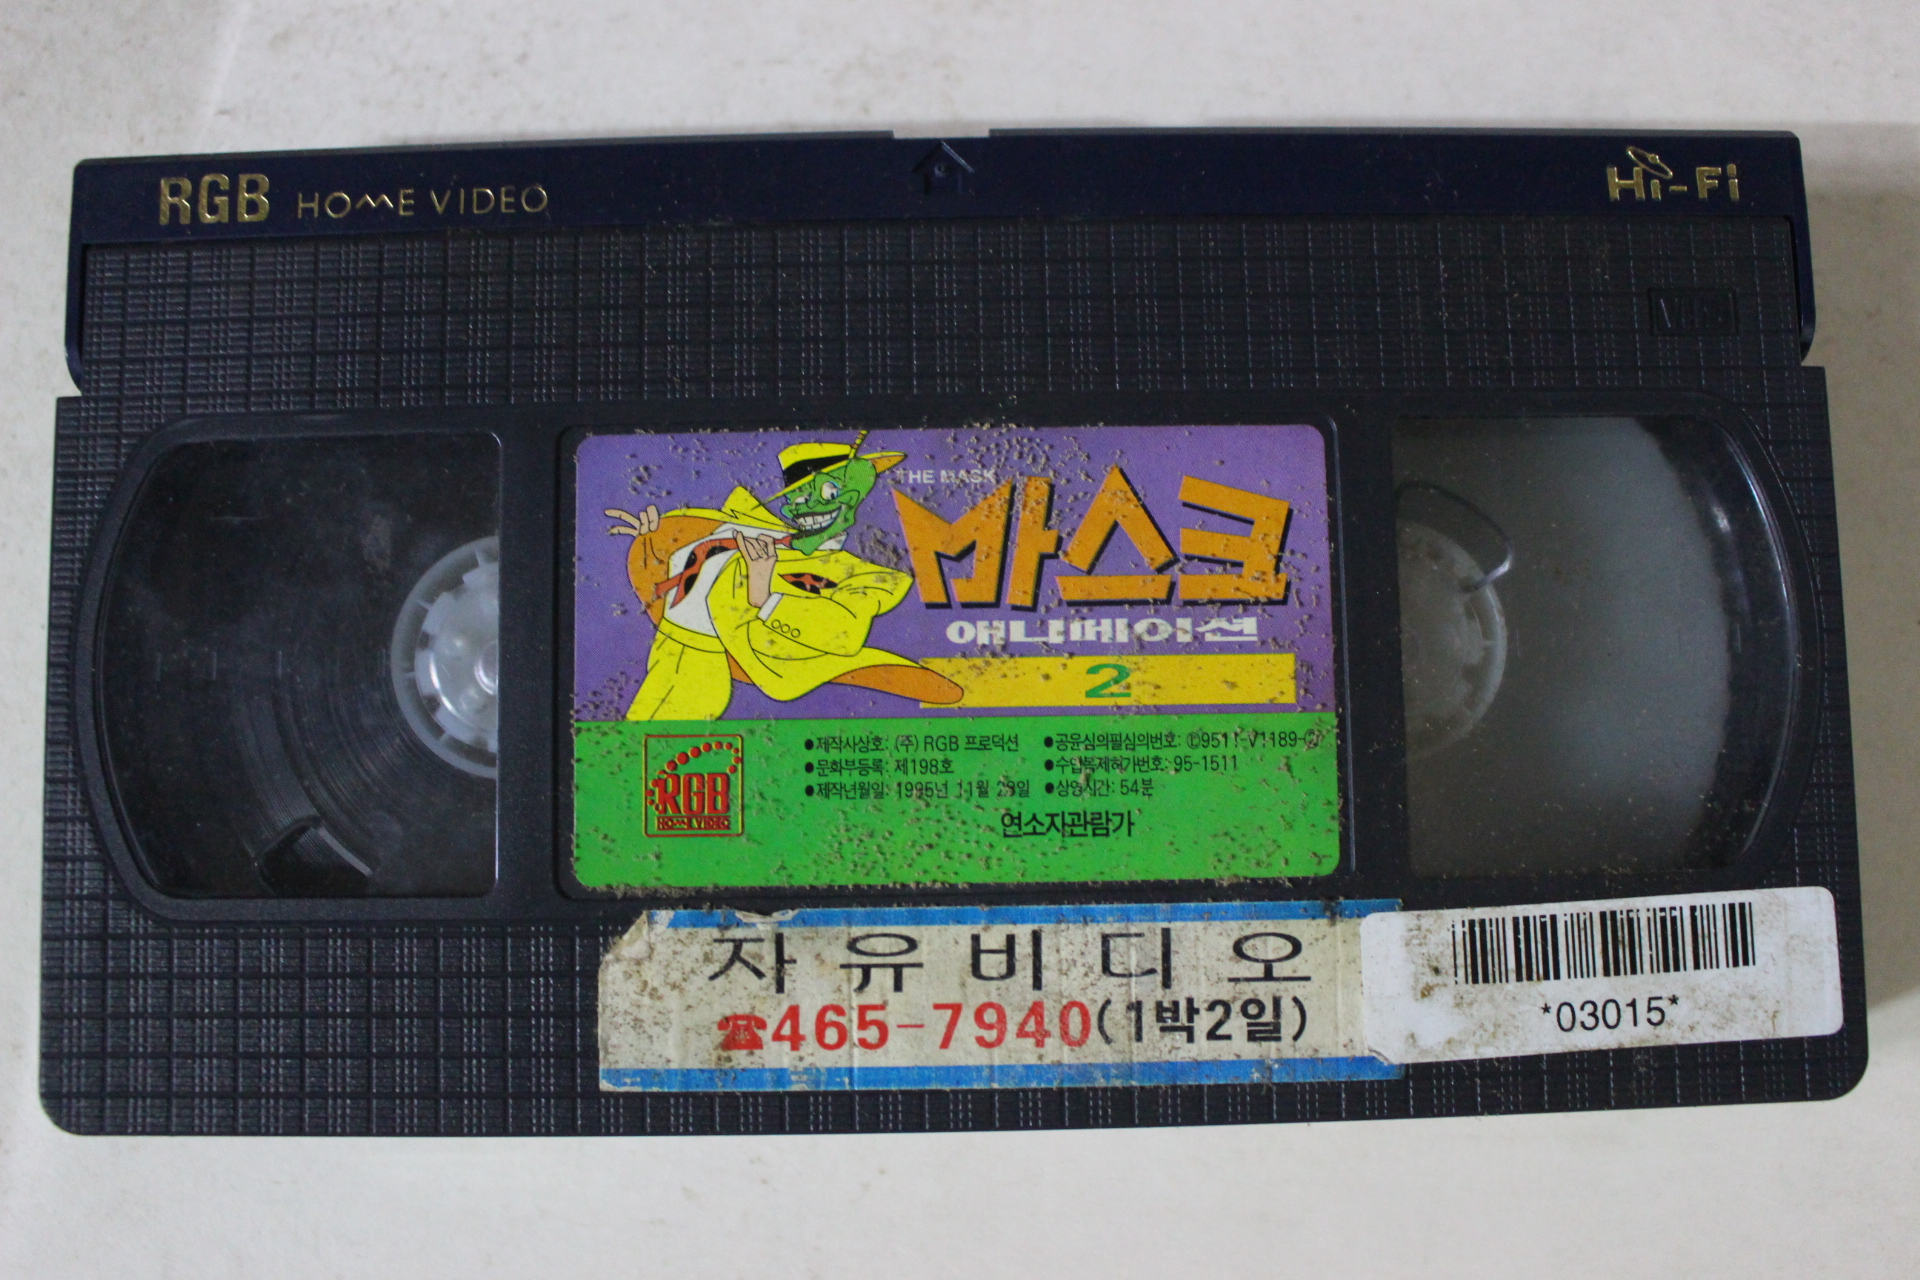 RGB HOME VIDEO
Hi-Fi
VHS
THE MASK
마스크
애니메이션
2
RGB
HOME VIDEO
●제작사상호: (주) RGB 프로덕션
●문화부등록: 제198호
●제작년월일: 1995년 11월 28일
●공윤심의필심의번호: Ⓒ9511-V1189-②
●수입복제허가번호: 95-1511
●상영시간: 54분
연소자관람가
자유비디오
☎465-7940(1박2일)
*03015*